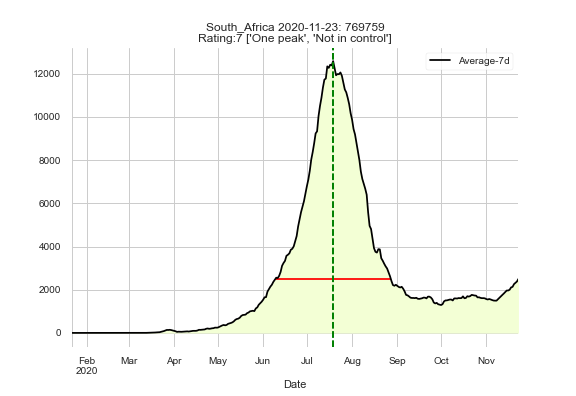 South_Africa 2020-11-23: 769759
Rating:7 ['One peak', 'Not in control']
Average-7d
12000
10000
8000
6000
4000
2000
0
Feb Mar Apr May Jun Jul Aug Sep Oct Nov
2020
Date